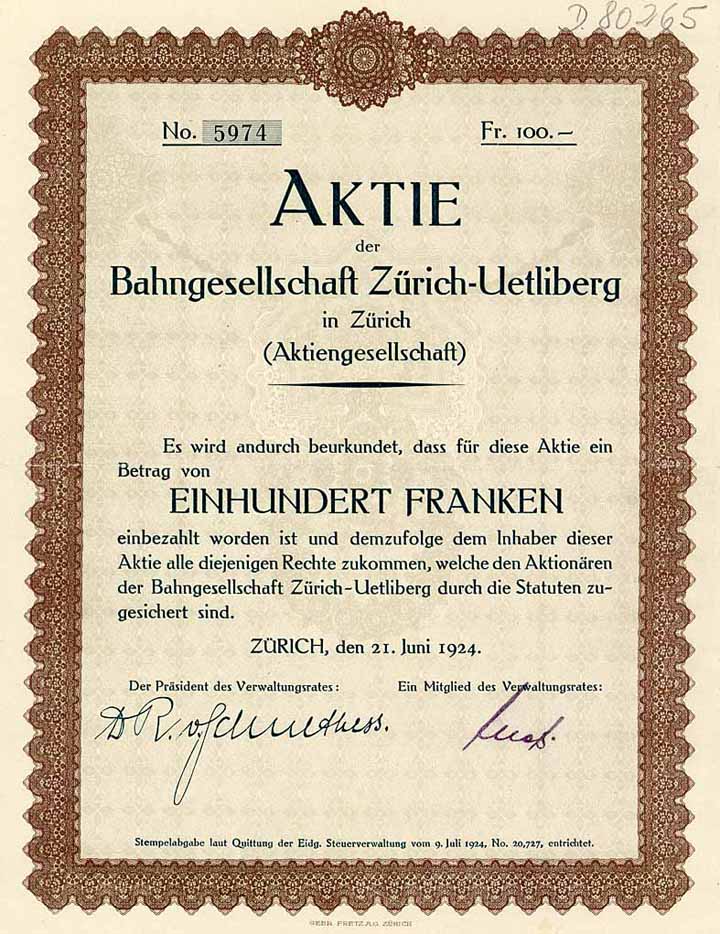 D. 80265
No. 5974 Fr. 100.—
AKTIE
der
Bahngesellschaft Zürich-Uetliberg
in Zürich
(Aktiengesellschaft)
Es wird andurch beurkundet, dass für diese Aktie ein
Betrag von
EINHUNDERT FRANKEN
einbezahlt worden ist und demzufolge dem Inhaber dieser
Aktie alle diejenigen Rechte zukommen, welche den Aktionären
der Bahngesellschaft Zürich-Uetliberg durch die Statuten zu-
gesichert sind.
ZÜRICH, den 21. Juni 1924.
Der Präsident des Verwaltungsrates: Ein Mitglied des Verwaltungsrates:
Stempelabgabe laut Quittung der Eidg. Steuerverwaltung vom 9. Juli 1924, No. 20,727, entrichtet.
GEBR. FRETZ A.G. ZÜRICH